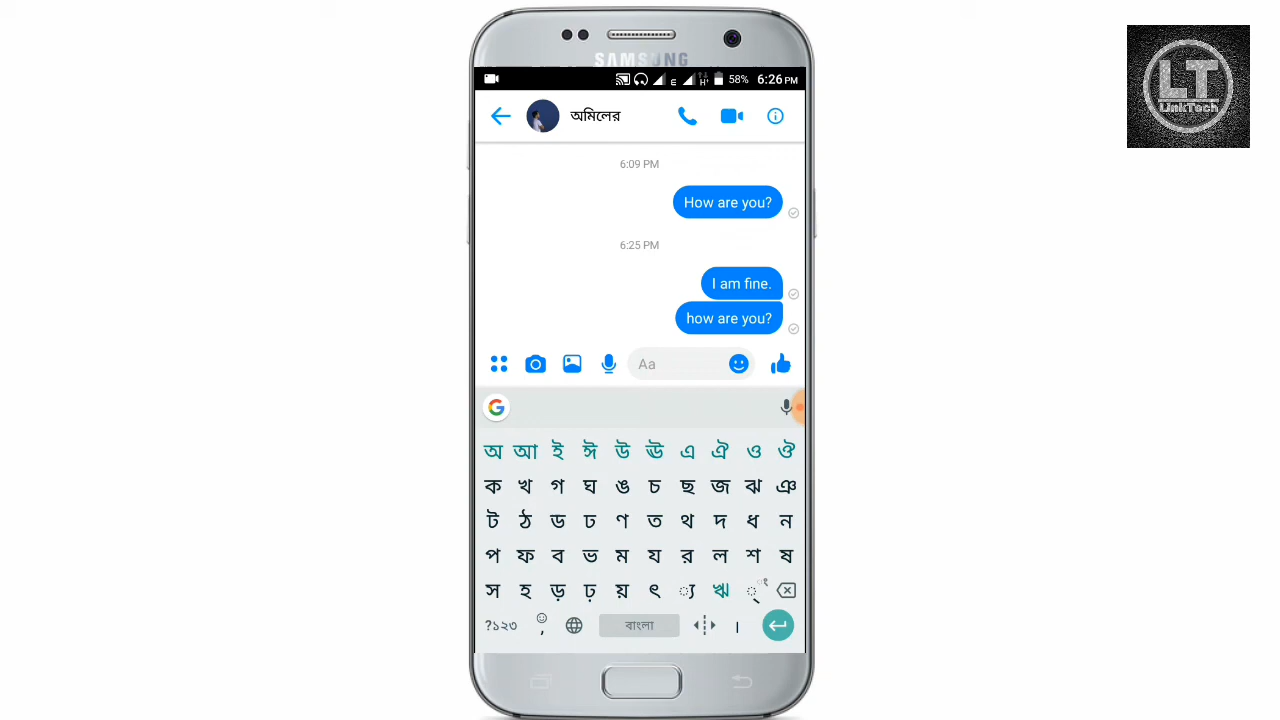 SAMSUNG
58% 6:26 PM
LT
LinkTech
অমিলের
6:09 PM
How are you?
6:25 PM
I am fine.
how are you?
Aa
G
অ আ ই ঈ উ ঊ এ ঐ ও ঔ
ক খ গ ঘ ঙ চ ছ জ ঝ ঞ
ট ঠ ড ঢ ণ ত থ দ ধ ন
প ফ ব ভ ম য র ল শ ষ
স হ ড় ঢ় য় ৎ ্য ঋ ্
?১২৩ , বাংলা ।